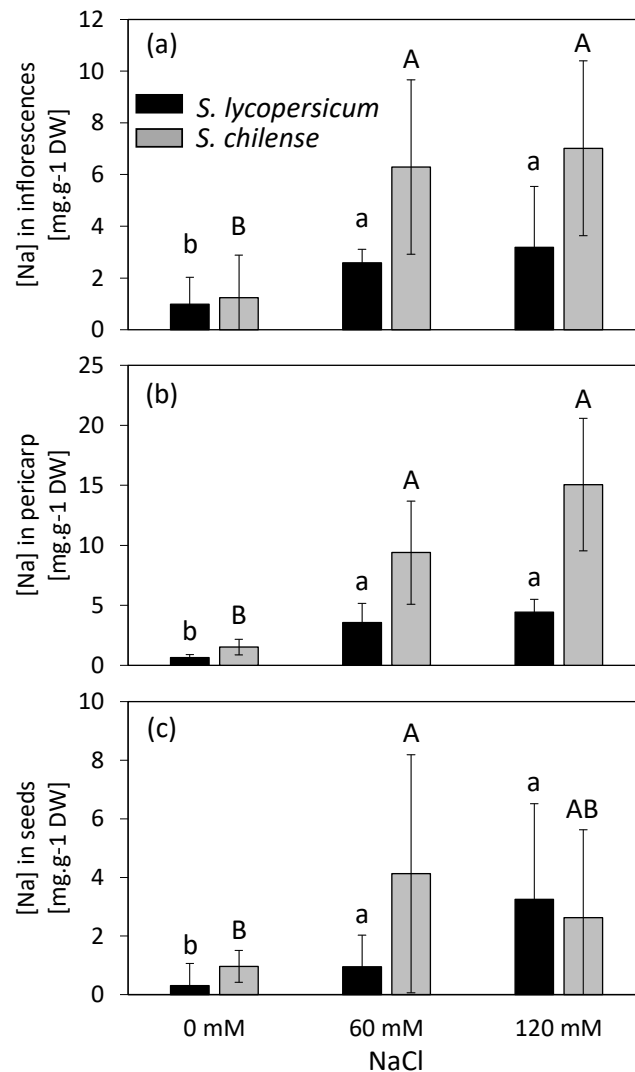 12
(a)
A
A
10
S. lycopersicum
8
S. chilense
6
a
a
4
b
B
2
0
[Na] in inflorescences
[mg.g-1 DW]
25
(b)
A
20
A
15
10
a
a
5
b
B
0
[Na] in pericarp
[mg.g-1 DW]
10
(c)
A
8
a
AB
6
4
a
b
B
2
0
[Na] in seeds
[mg.g-1 DW]
0 mM 60 mM 120 mM
NaCl